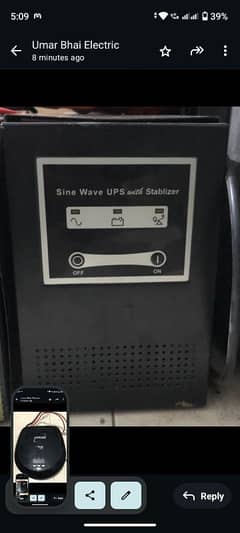 5:09
39%
Umar Bhai Electric
8 minutes ago
Sine Wave UPS with Stablizer
OFF
ON
Reply